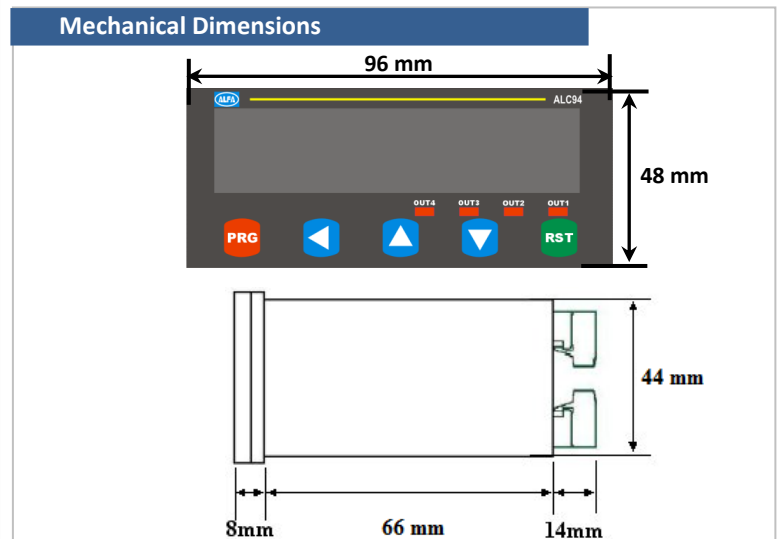 Mechanical Dimensions
96 mm
ALFA
ALC94
48 mm
OUT4 OUT3 OUT2 OUT1
PRG RST
44 mm
8mm 66 mm 14mm